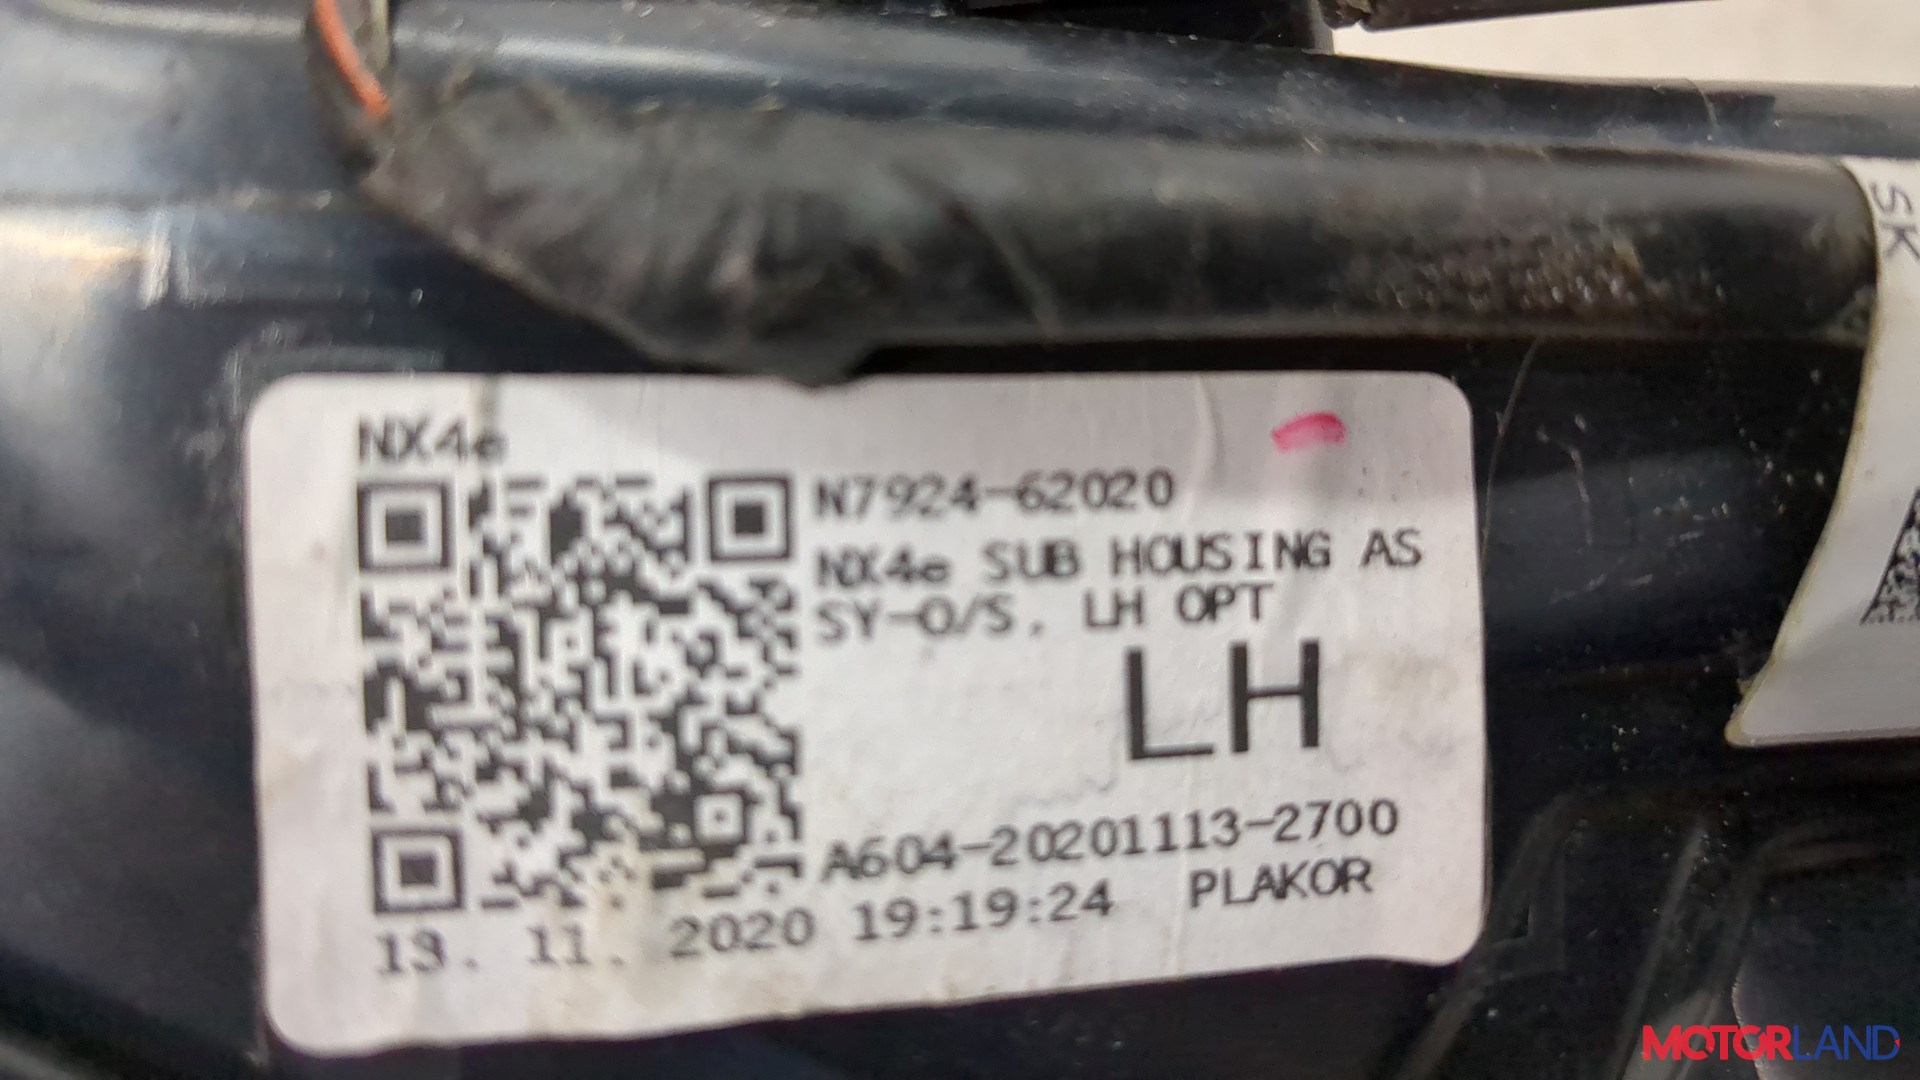 NX4e
N7924-62020
NX4e SUB HOUSING AS
SY-O/S, LH OPT
LH
A604-20201113-2700
13. 11. 2020 19:19:24 PLAKOR
SK
MOTORLAND